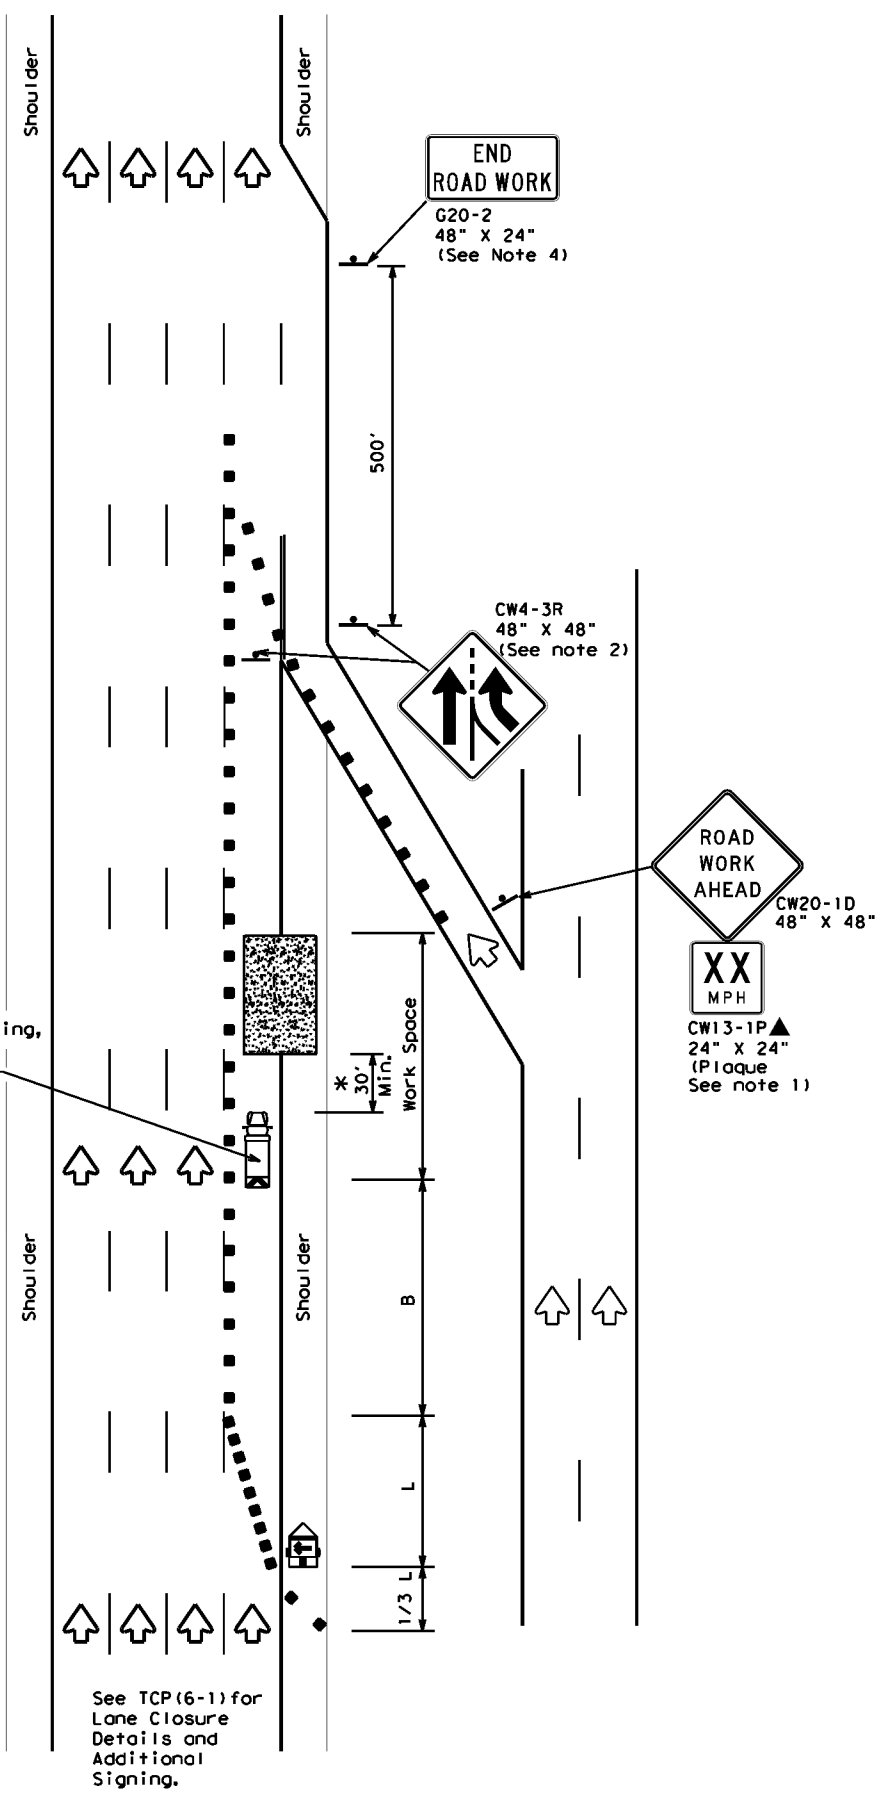 Shoulder
Shoulder
END
ROAD WORK
G20-2
48" X 24"
(See Note 4)
500'
CW4-3R
48" X 48"
(See note 2)
ROAD
WORK
AHEAD
CW20-1D
48" X 48"
XX
MPH
CW13-1P▲
24" X 24"
(Plaque
See note 1)
ing,
*
30'
Min.
Work Space
Shoulder
Shoulder
B
L
1/3 L
See TCP(6-1)for
Lane Closure
Details and
Additional
Signing.